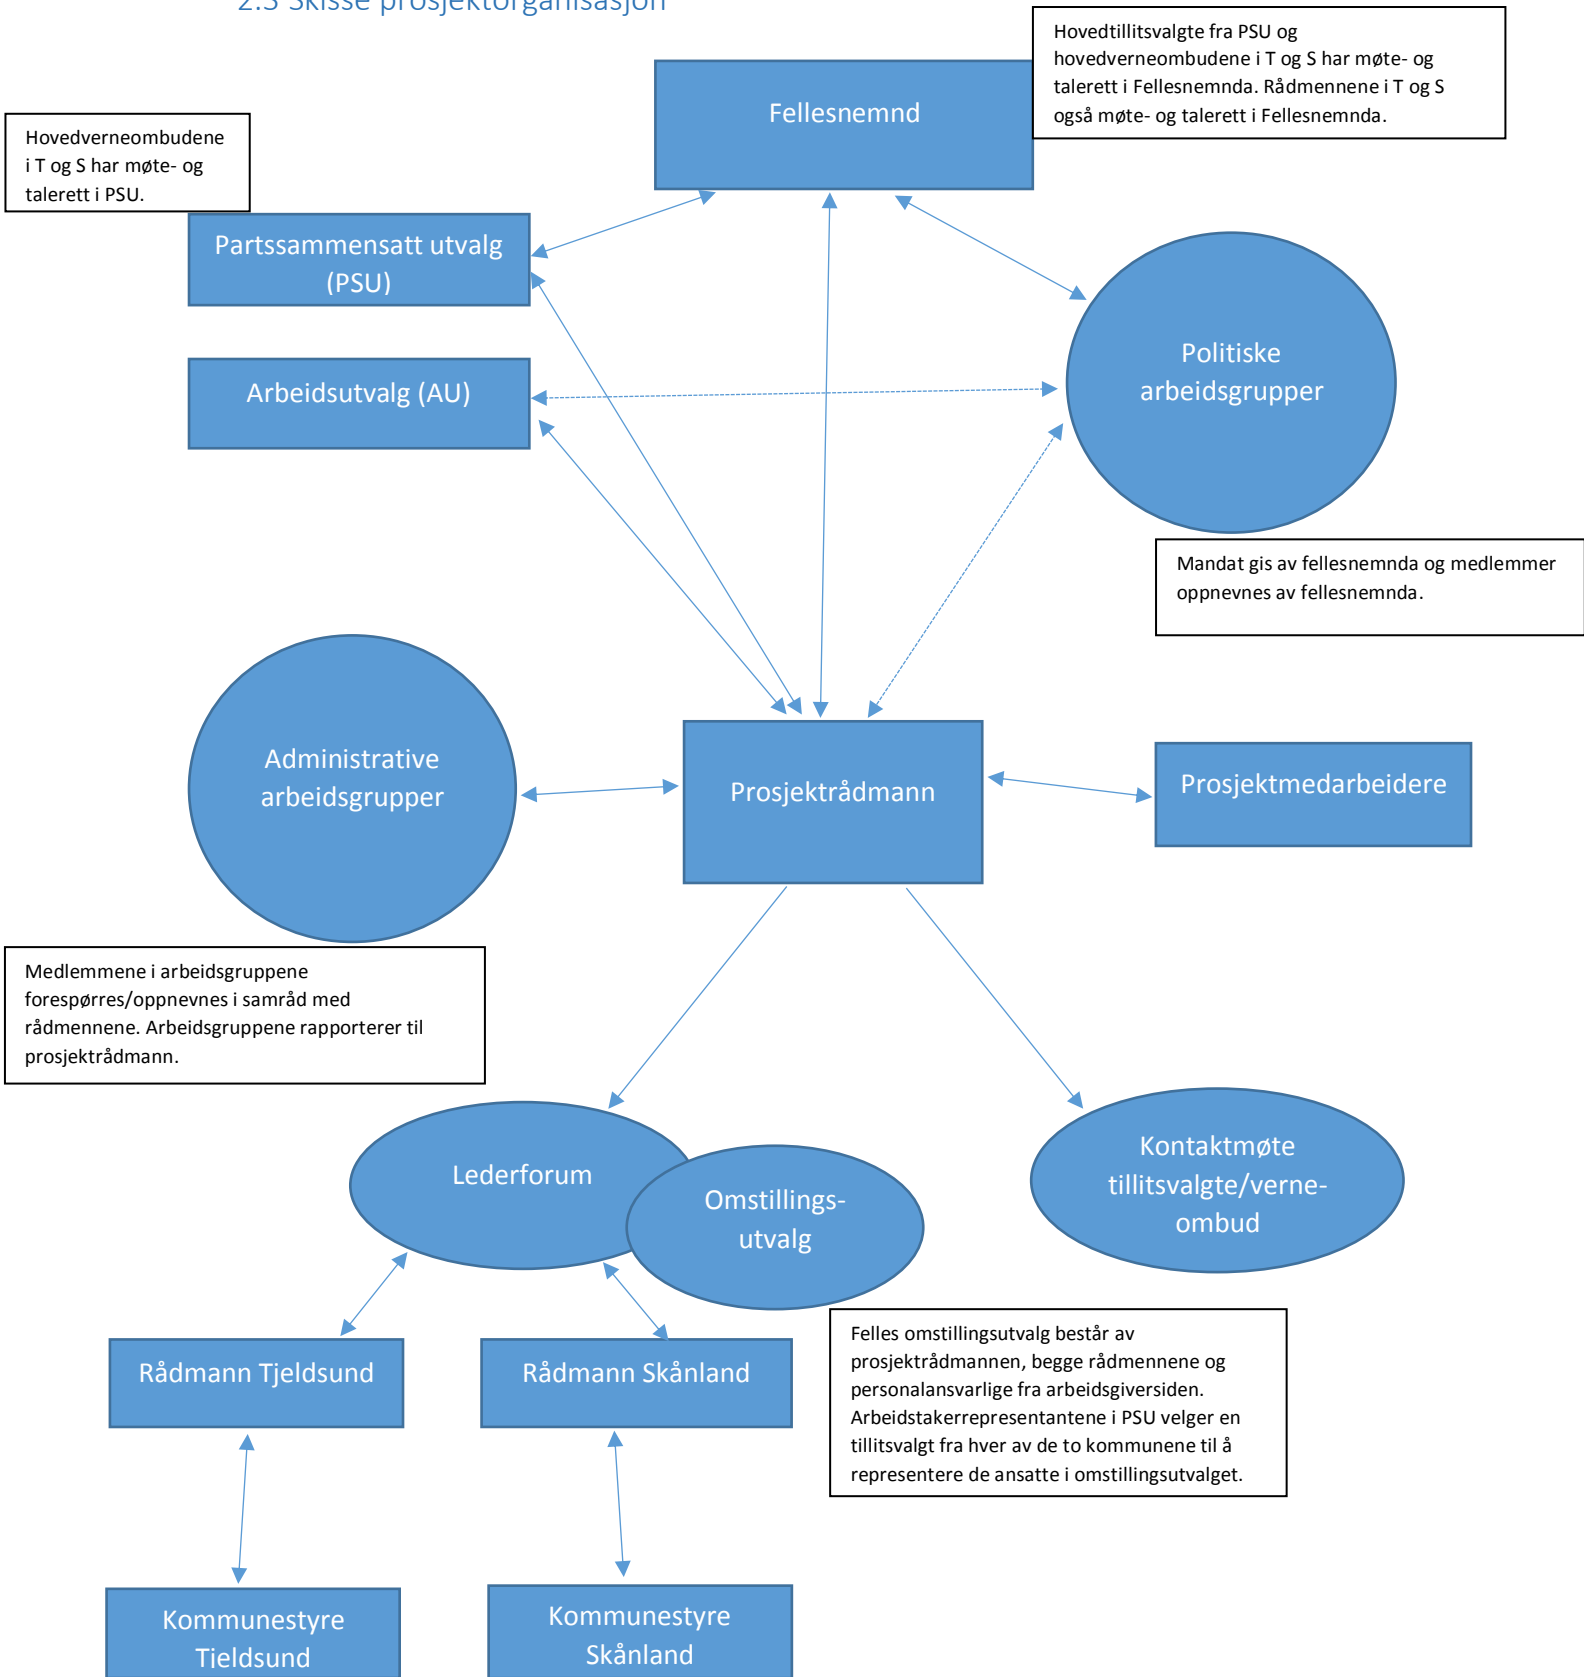 2.3 Skisse prosjektorganisasjon
Hovedtillitsvalgte fra PSU og
hovedverneombudene i T og S har møte- og
talerett i Fellesnemnda. Rådmennene i T og S
også møte- og talerett i Fellesnemnda.
Fellesnemnd
Hovedverneombudene
i T og S har møte- og
talerett i PSU.
Partssammensatt utvalg
(PSU)
Arbeidsutvalg (AU)
Politiske
arbeidsgrupper
Mandat gis av fellesnemnda og medlemmer
oppnevnes av fellesnemnda.
Administrative
arbeidsgrupper
Prosjektrådmann
Prosjektmedarbeidere
Medlemmene i arbeidsgruppene
forespørres/oppnevnes i samråd med
rådmennene. Arbeidsgruppene rapporterer til
prosjektrådmann.
Lederforum
Omstillings-
utvalg
Kontaktmøte
tillitsvalgte/verne-
ombud
Felles omstillingsutvalg består av
prosjektrådmannen, begge rådmennene og
personalansvarlige fra arbeidsgiversiden.
Arbeidstakerrepresentantene i PSU velger en
tillitsvalgt fra hver av de to kommunene til å
representere de ansatte i omstillingsutvalget.
Rådmann Tjeldsund
Rådmann Skånland
Kommunestyre
Tjeldsund
Kommunestyre
Skånland